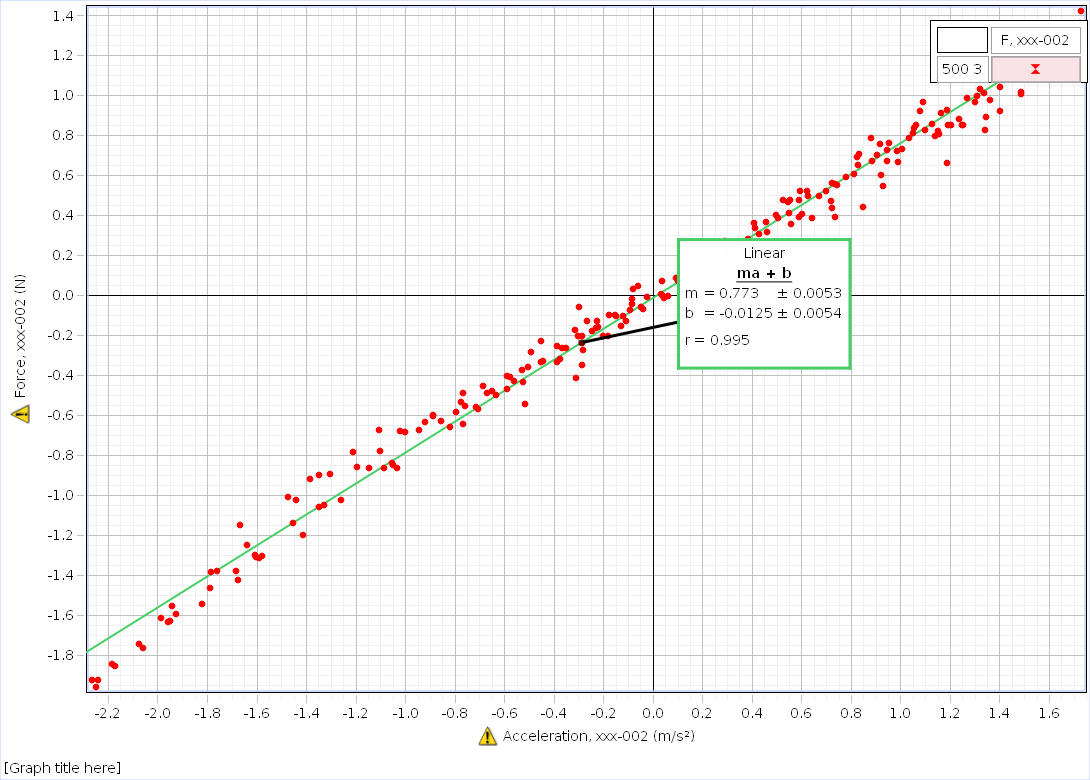 F, xxx-002
500 3
1.4
1.2
1.0
0.8
0.6
0.4
0.2
0.0
-0.2
-0.4
-0.6
-0.8
-1.0
-1.2
-1.4
-1.6
-1.8
Force, xxx-002 (N)
Linear
ma + b
m = 0.773 ± 0.0053
b = -0.0125 ± 0.0054
r = 0.995
-2.2 -2.0 -1.8 -1.6 -1.4 -1.2 -1.0 -0.8 -0.6 -0.4 -0.2 0.0 0.2 0.4 0.6 0.8 1.0 1.2 1.4 1.6
Acceleration, xxx-002 (m/s²)
[Graph title here]